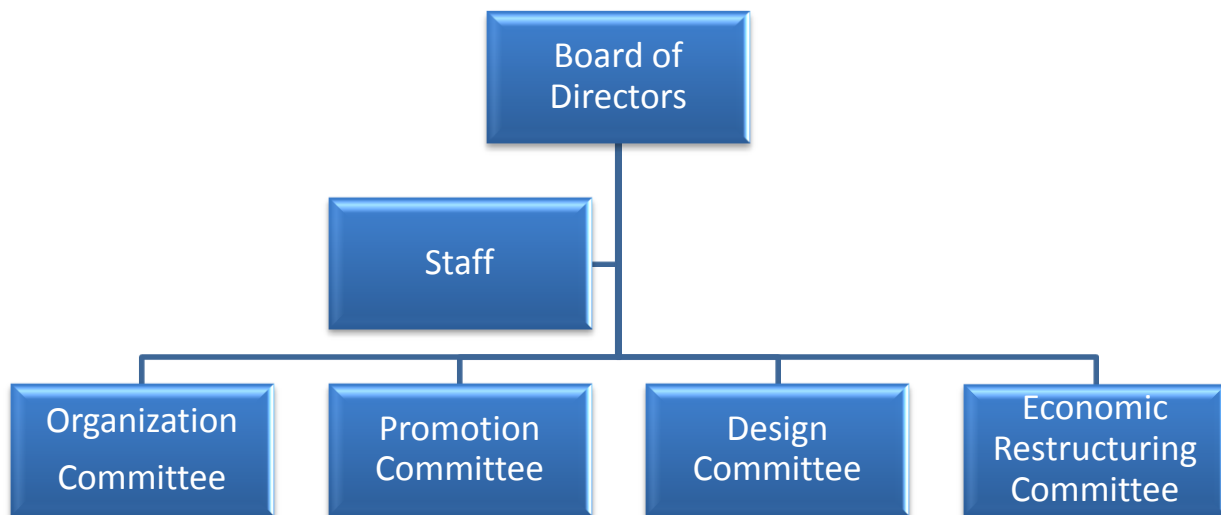 Board of
Directors
Staff
Organization
Committee
Promotion
Committee
Design
Committee
Economic
Restructuring
Committee